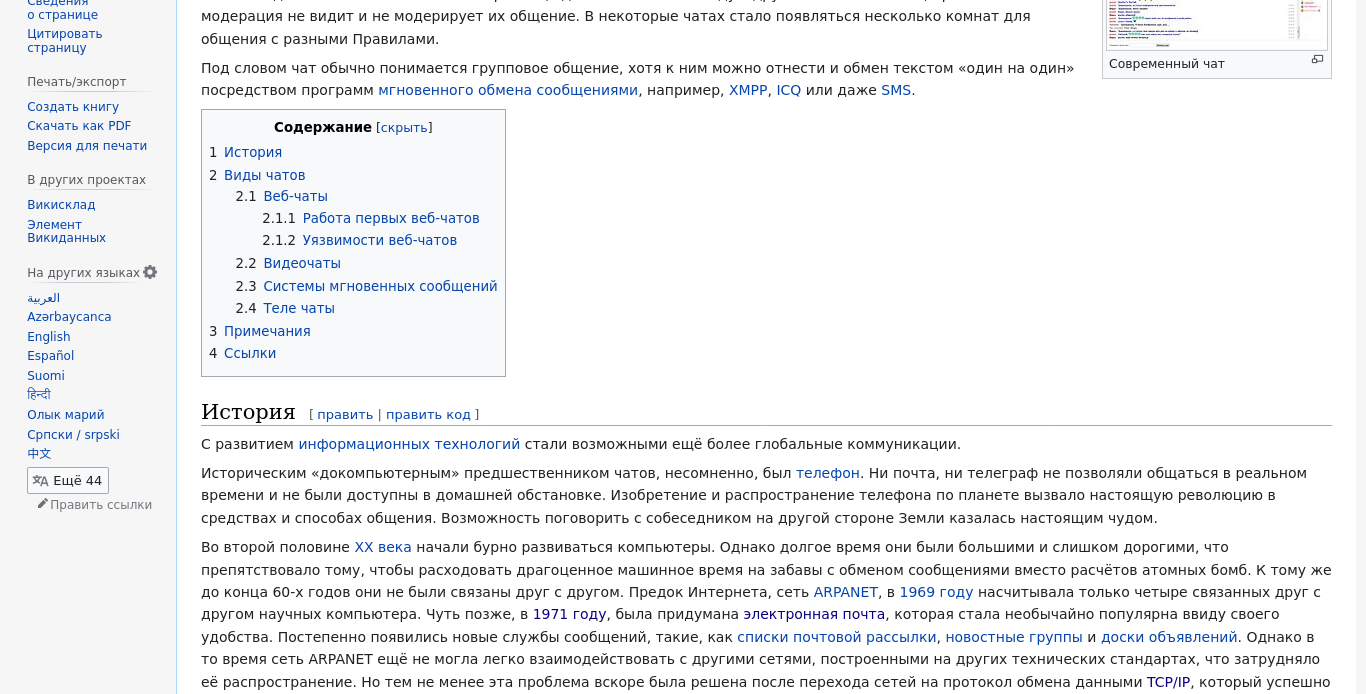 Сведения
о странице
Цитировать
страницу
Печать/экспорт
Создать книгу
Скачать как PDF
Версия для печати
В других проектах
Викисклад
Элемент
Викиданных
На других языках
العربية
Azərbaycanca
English
Español
Suomi
हिन्दी
Олык марий
Српски / srpski
中文
Ещё 44
Править ссылки
модерация не видит и не модерирует их общение. В некоторых чатах стало появляться несколько комнат для
общения с разными Правилами.
Под словом чат обычно понимается групповое общение, хотя к ним можно отнести и обмен текстом «один на один»
посредством программ мгновенного обмена сообщениями, например, XMPP, ICQ или даже SMS.
Современный чат
Содержание [скрыть]
1 История
2 Виды чатов
2.1 Веб-чаты
2.1.1 Работа первых веб-чатов
2.1.2 Уязвимости веб-чатов
2.2 Видеочаты
2.3 Системы мгновенных сообщений
2.4 Теле чаты
3 Примечания
4 Ссылки
История [ править | править код ]
С развитием информационных технологий стали возможными ещё более глобальные коммуникации.
Историческим «докомпьютерным» предшественником чатов, несомненно, был телефон. Ни почта, ни телеграф не позволяли общаться в реальном
времени и не были доступны в домашней обстановке. Изобретение и распространение телефона по планете вызвало настоящую революцию в
средствах и способах общения. Возможность поговорить с собеседником на другой стороне Земли казалась настоящим чудом.
Во второй половине XX века начали бурно развиваться компьютеры. Однако долгое время они были большими и слишком дорогими, что
препятствовало тому, чтобы расходовать драгоценное машинное время на забавы с обменом сообщениями вместо расчётов атомных бомб. К тому же
до конца 60-х годов они не были связаны друг с другом. Предок Интернета, сеть ARPANET, в 1969 году насчитывала только четыре связанных друг с
другом научных компьютера. Чуть позже, в 1971 году, была придумана электронная почта, которая стала необычайно популярна ввиду своего
удобства. Постепенно появились новые службы сообщений, такие, как списки почтовой рассылки, новостные группы и доски объявлений. Однако в
то время сеть ARPANET ещё не могла легко взаимодействовать с другими сетями, построенными на других технических стандартах, что затрудняло
её распространение. Но тем не менее эта проблема вскоре была решена после перехода сетей на протокол обмена данными TCP/IP, который успешно